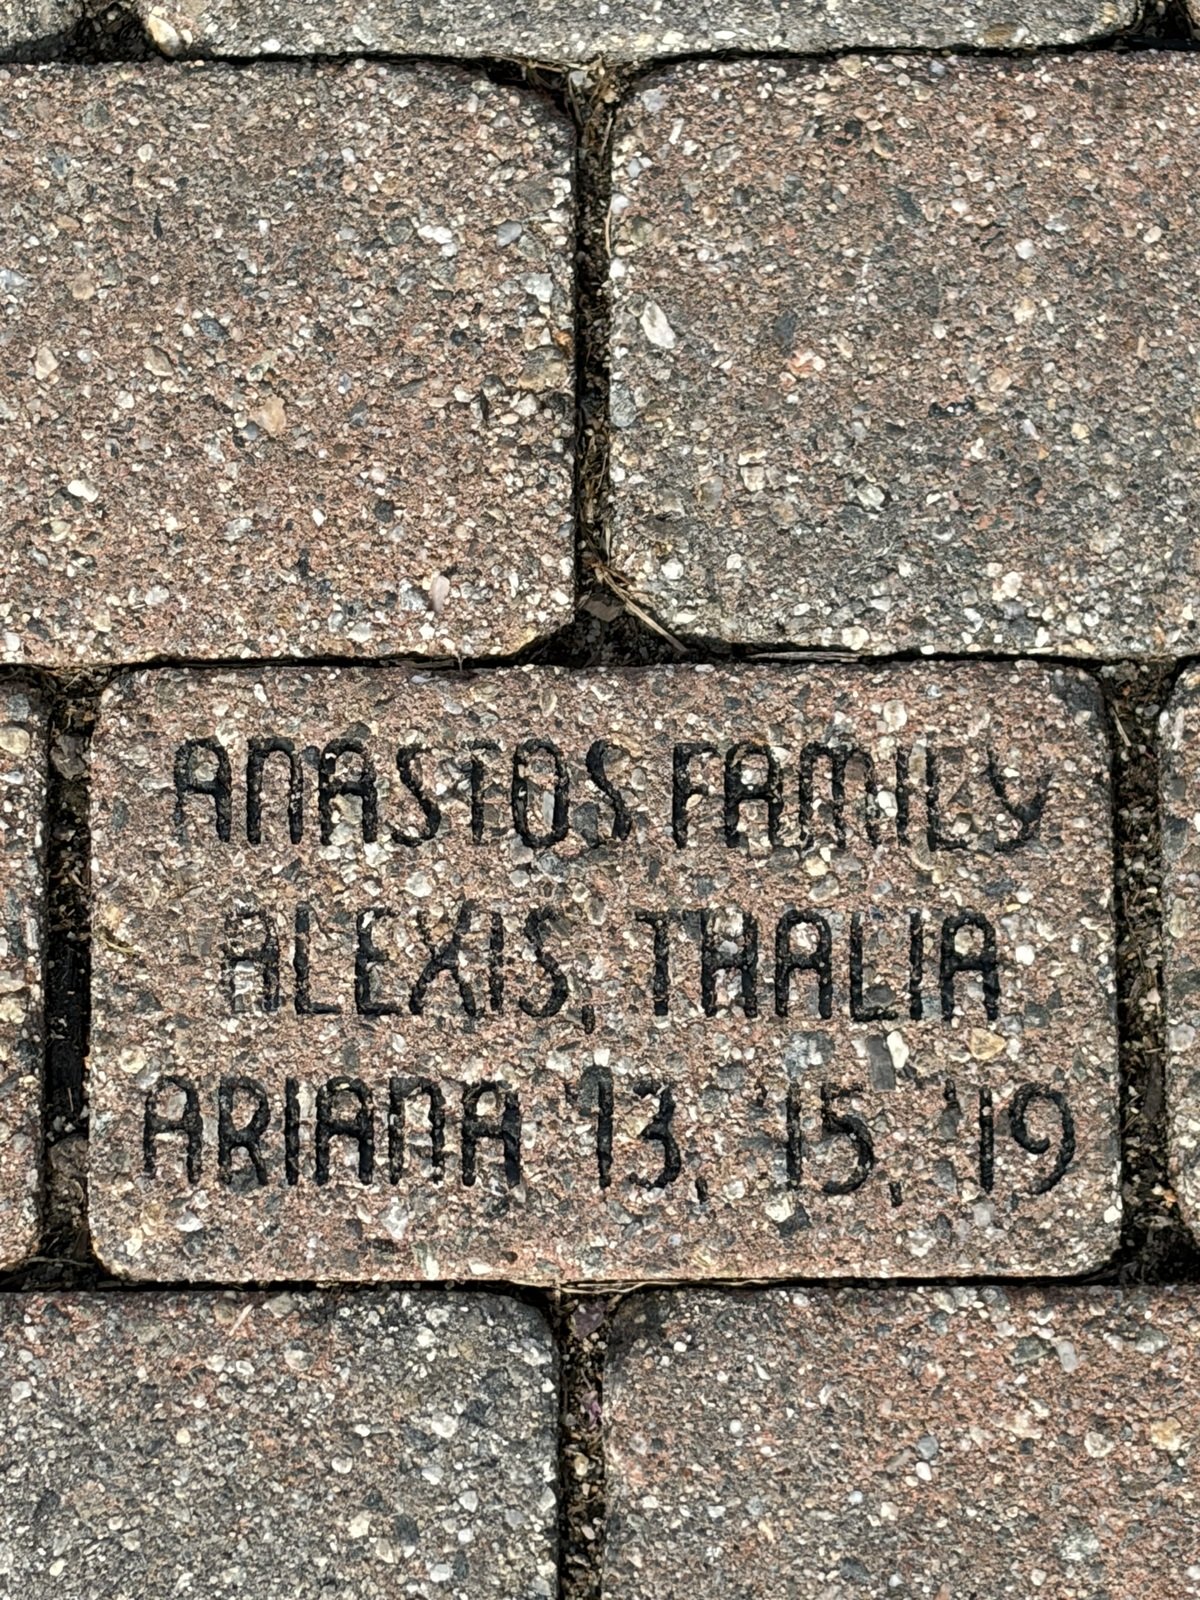 ANASTOS FAMILY
ALEXIS, THALIA
ARIANA '13, '15, '19